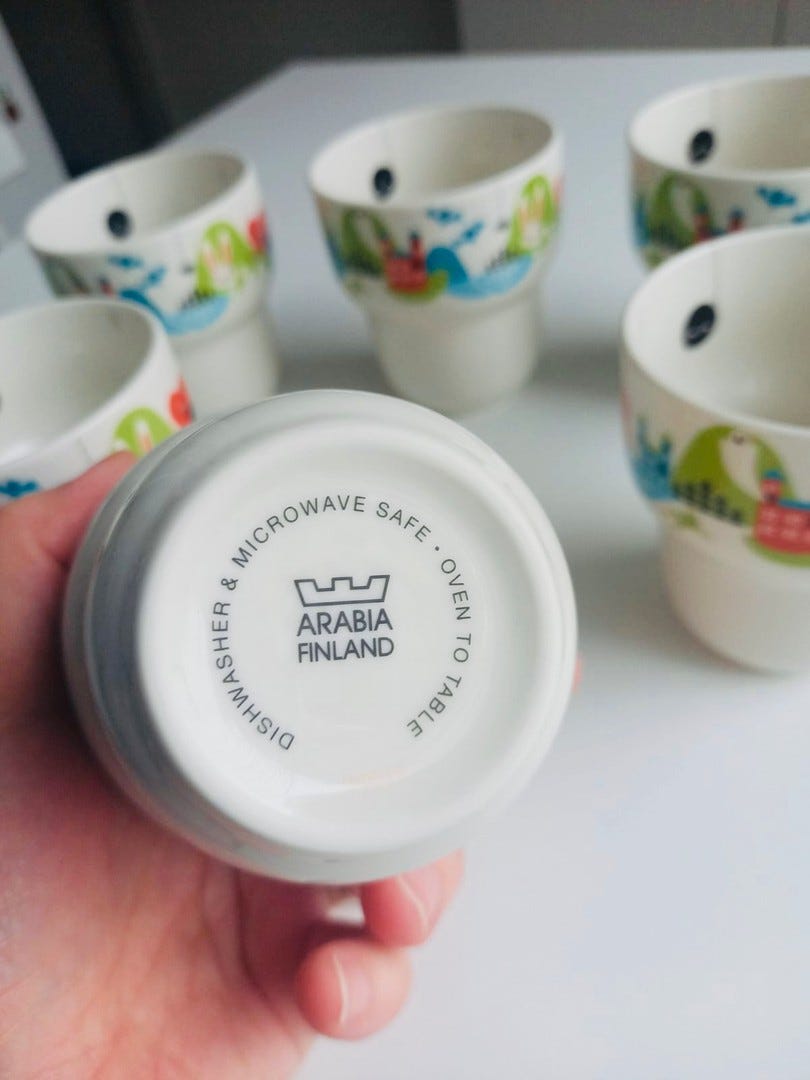 DISHWASHER & MICROWAVE SAFE · OVEN TO TABLE
ARABIA
FINLAND